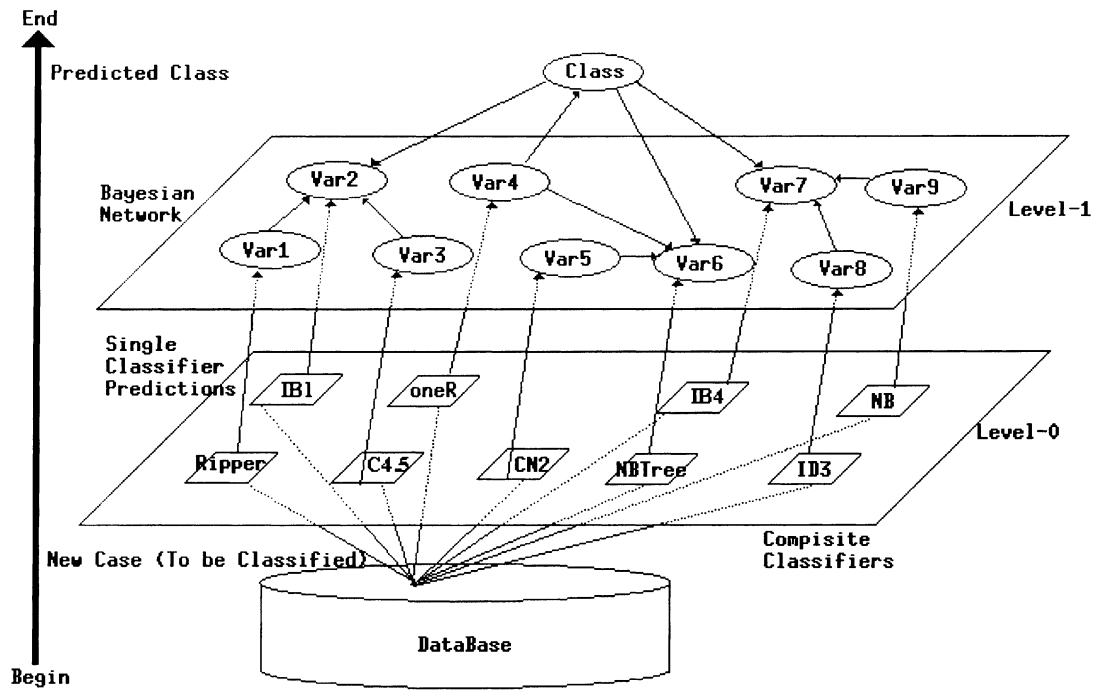 End
Predicted Class
Class
Bayesian
Network
Var2
Var4
Var7
Var9
Level-1
Var1
Var3
Var5
Var6
Var8
Single
Classifier
Predictions
IB1
oneR
IB4
NB
Level-0
Ripper
C4.5
CN2
NBTree
ID3
New Case (To be Classified)
Compisite
Classifiers
DataBase
Begin